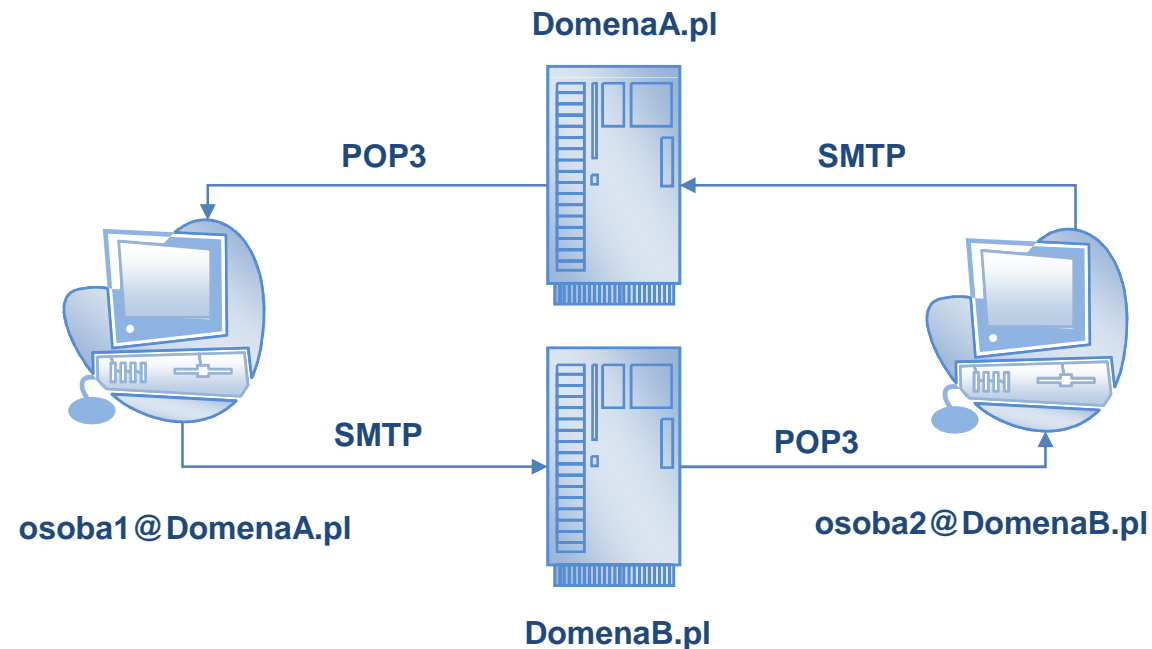 DomenaA.pl
POP3
SMTP
SMTP
POP3
osoba1@DomenaA.pl
osoba2@DomenaB.pl
DomenaB.pl